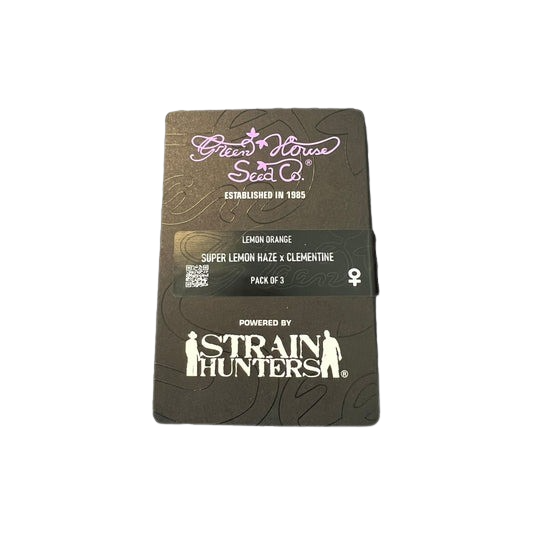 Green House
Seed Co.®
ESTABLISHED IN 1985
LEMON ORANGE
SUPER LEMON HAZE x CLEMENTINE
PACK OF 3
POWERED BY
STRAIN
HUNTERS®